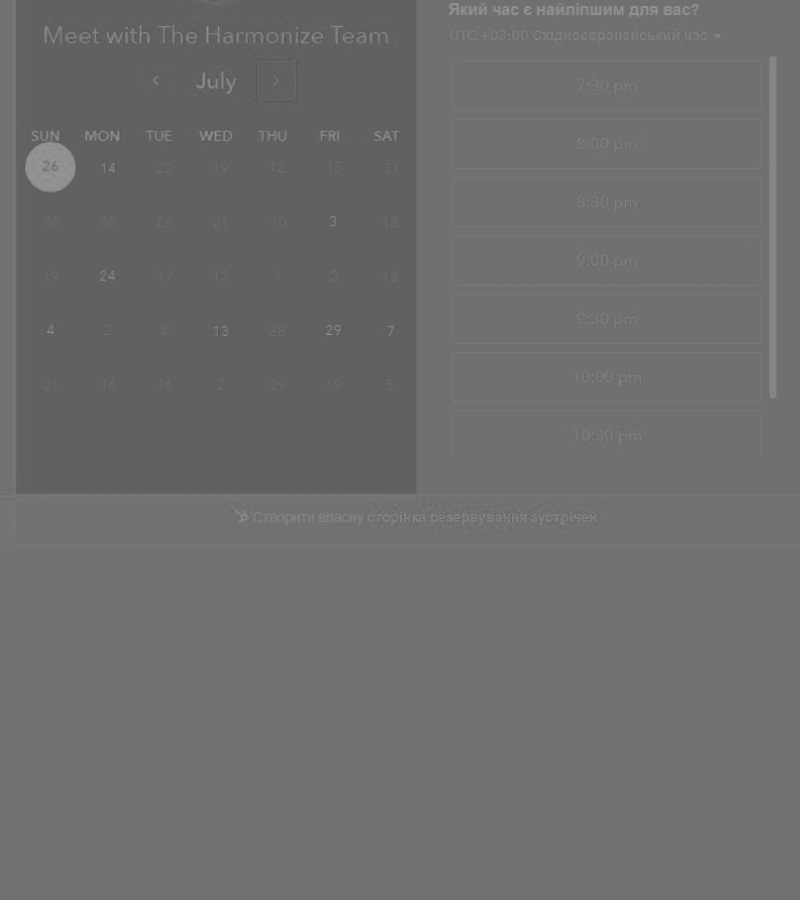 Meet with The Harmonize Team
July
SUN MON TUE WED THU FRI SAT
26 14 22 19 12 15 31
30 30 26 21 10 3 13
19 24 17 12 1 2 18
4 2 4 13 28 29 7
21 16 16 2 29 19 5
Який час є найліпшим для вас?
UTC +02:00 Східноєвропейський час
7:30 pm
8:00 pm
8:30 pm
9:00 pm
9:30 pm
10:00 pm
10:30 pm
Створити власну сторінка резервування зустрічей